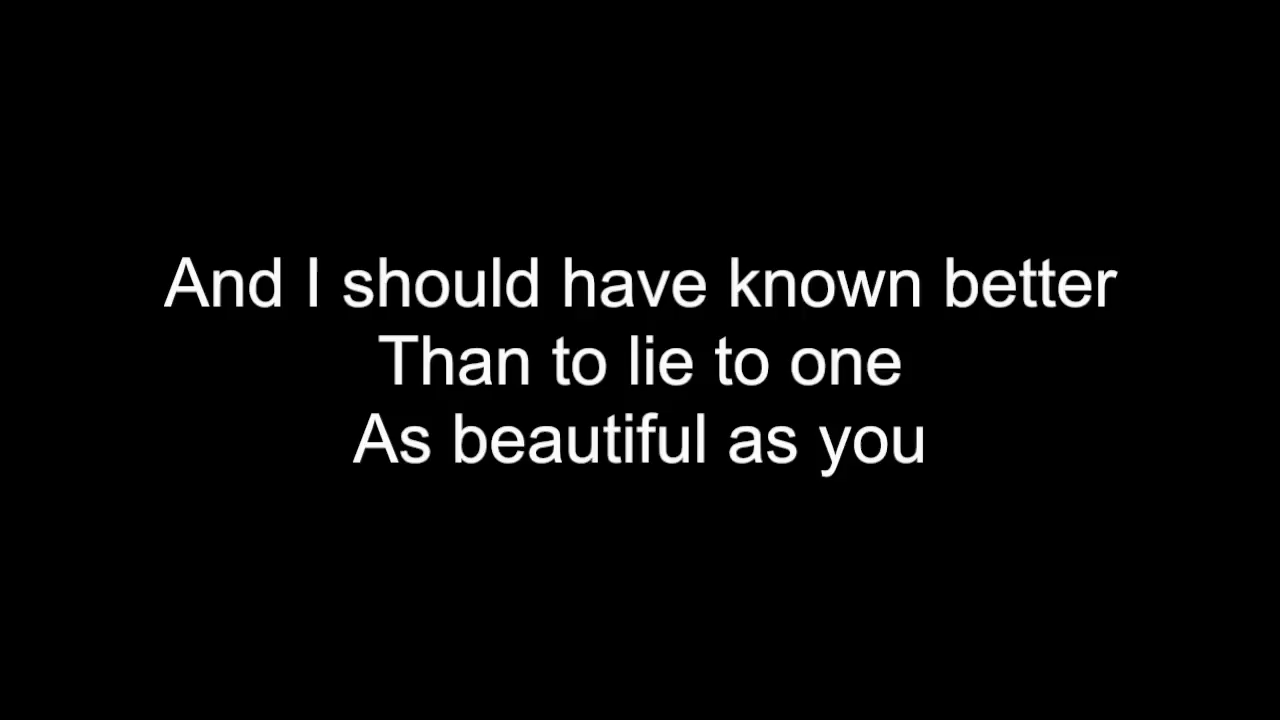 And I should have known better
Than to lie to one
As beautiful as you